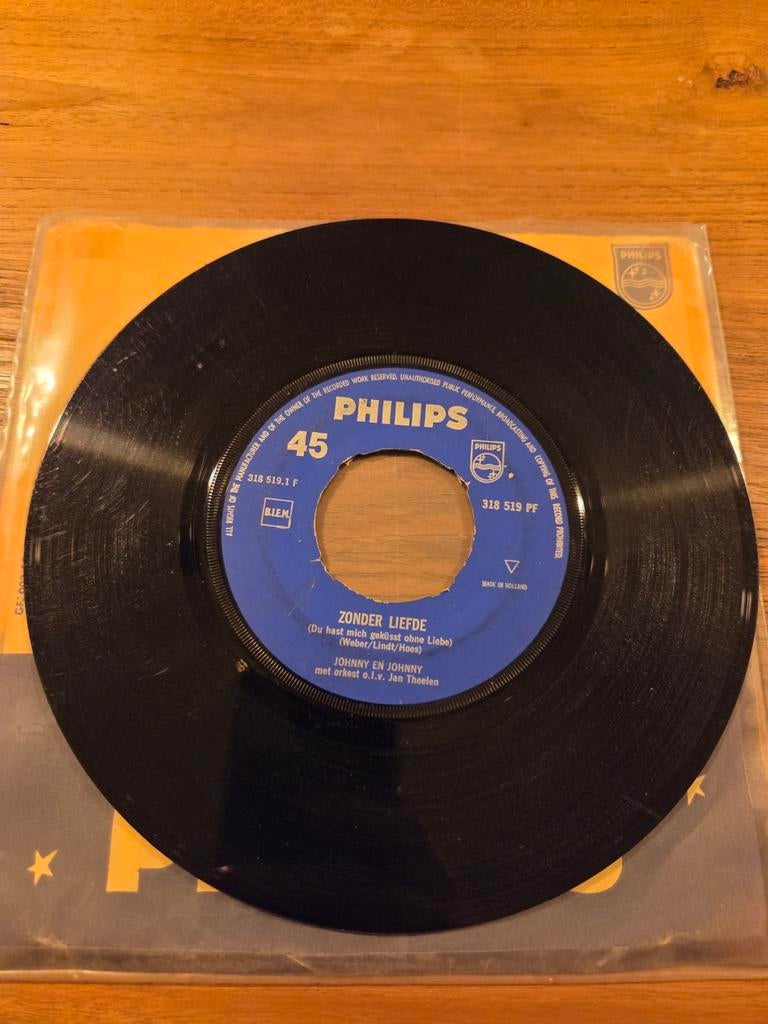 PHILIPS
ALL RIGHTS OF THE MANUFACTURER AND OF THE OWNER OF THE RECORDED WORK RESERVED. UNAUTHORISED PUBLIC PERFORMANCE, BROADCASTING AND COPYING OF THIS RECORD PROHIBITED.
PHILIPS
45
PHILIPS
318 519.1 F
318 519 PF
B.I.E.M.
MADE IN HOLLAND
ZONDER LIEFDE
(Du hast mich geküsst ohne Liebe)
(Weber/Lindt/Hoes)
JOHNNY EN JOHNNY
met orkest o.l.v. Jan Theelen